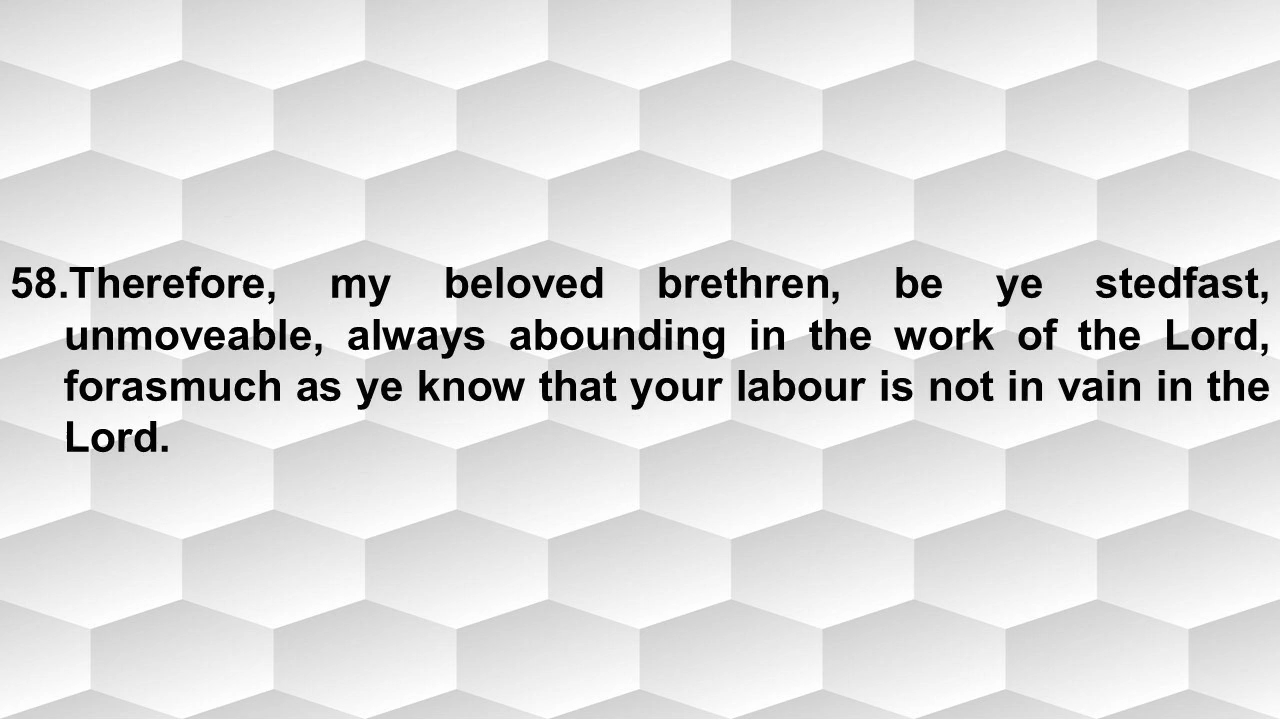 58.Therefore, my beloved brethren, be ye stedfast,
unmoveable, always abounding in the work of the Lord,
forasmuch as ye know that your labour is not in vain in the
Lord.